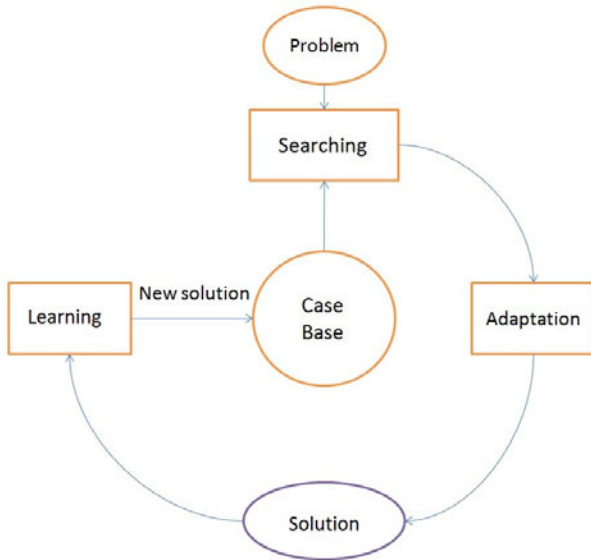 Problem
Searching
New solution
Learning
Case
Base
Adaptation
Solution